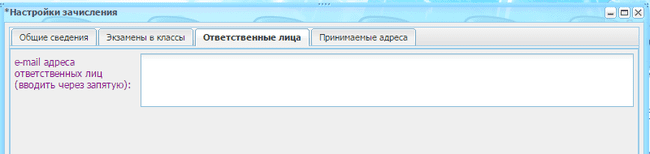 *Настройки зачисления
Общие сведения Экзамены в классы Ответственные лица Принимаемые адреса
e-mail адреса
ответственных лиц
(вводить через запятую):